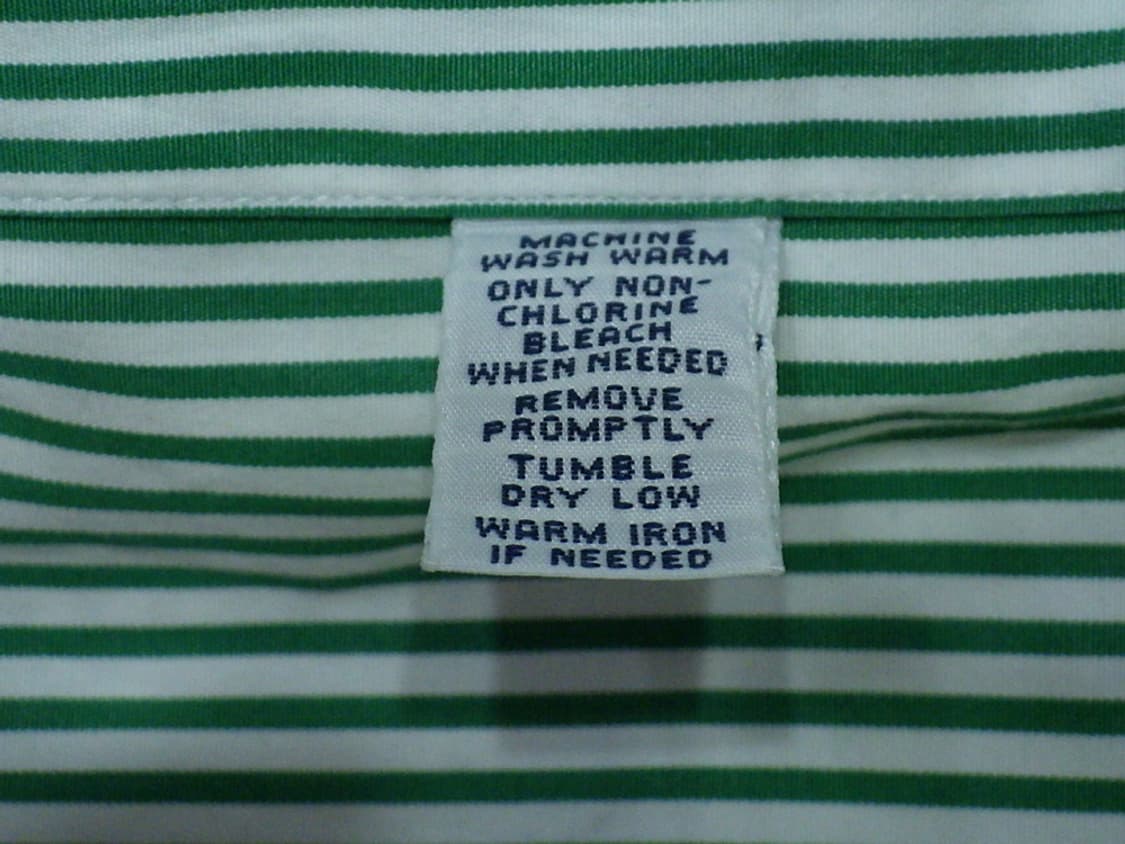 MACHINE
WASH WARM
ONLY NON-
CHLORINE
BLEACH
WHEN NEEDED
REMOVE
PROMPTLY
TUMBLE
DRY LOW
WARM IRON
IF NEEDED